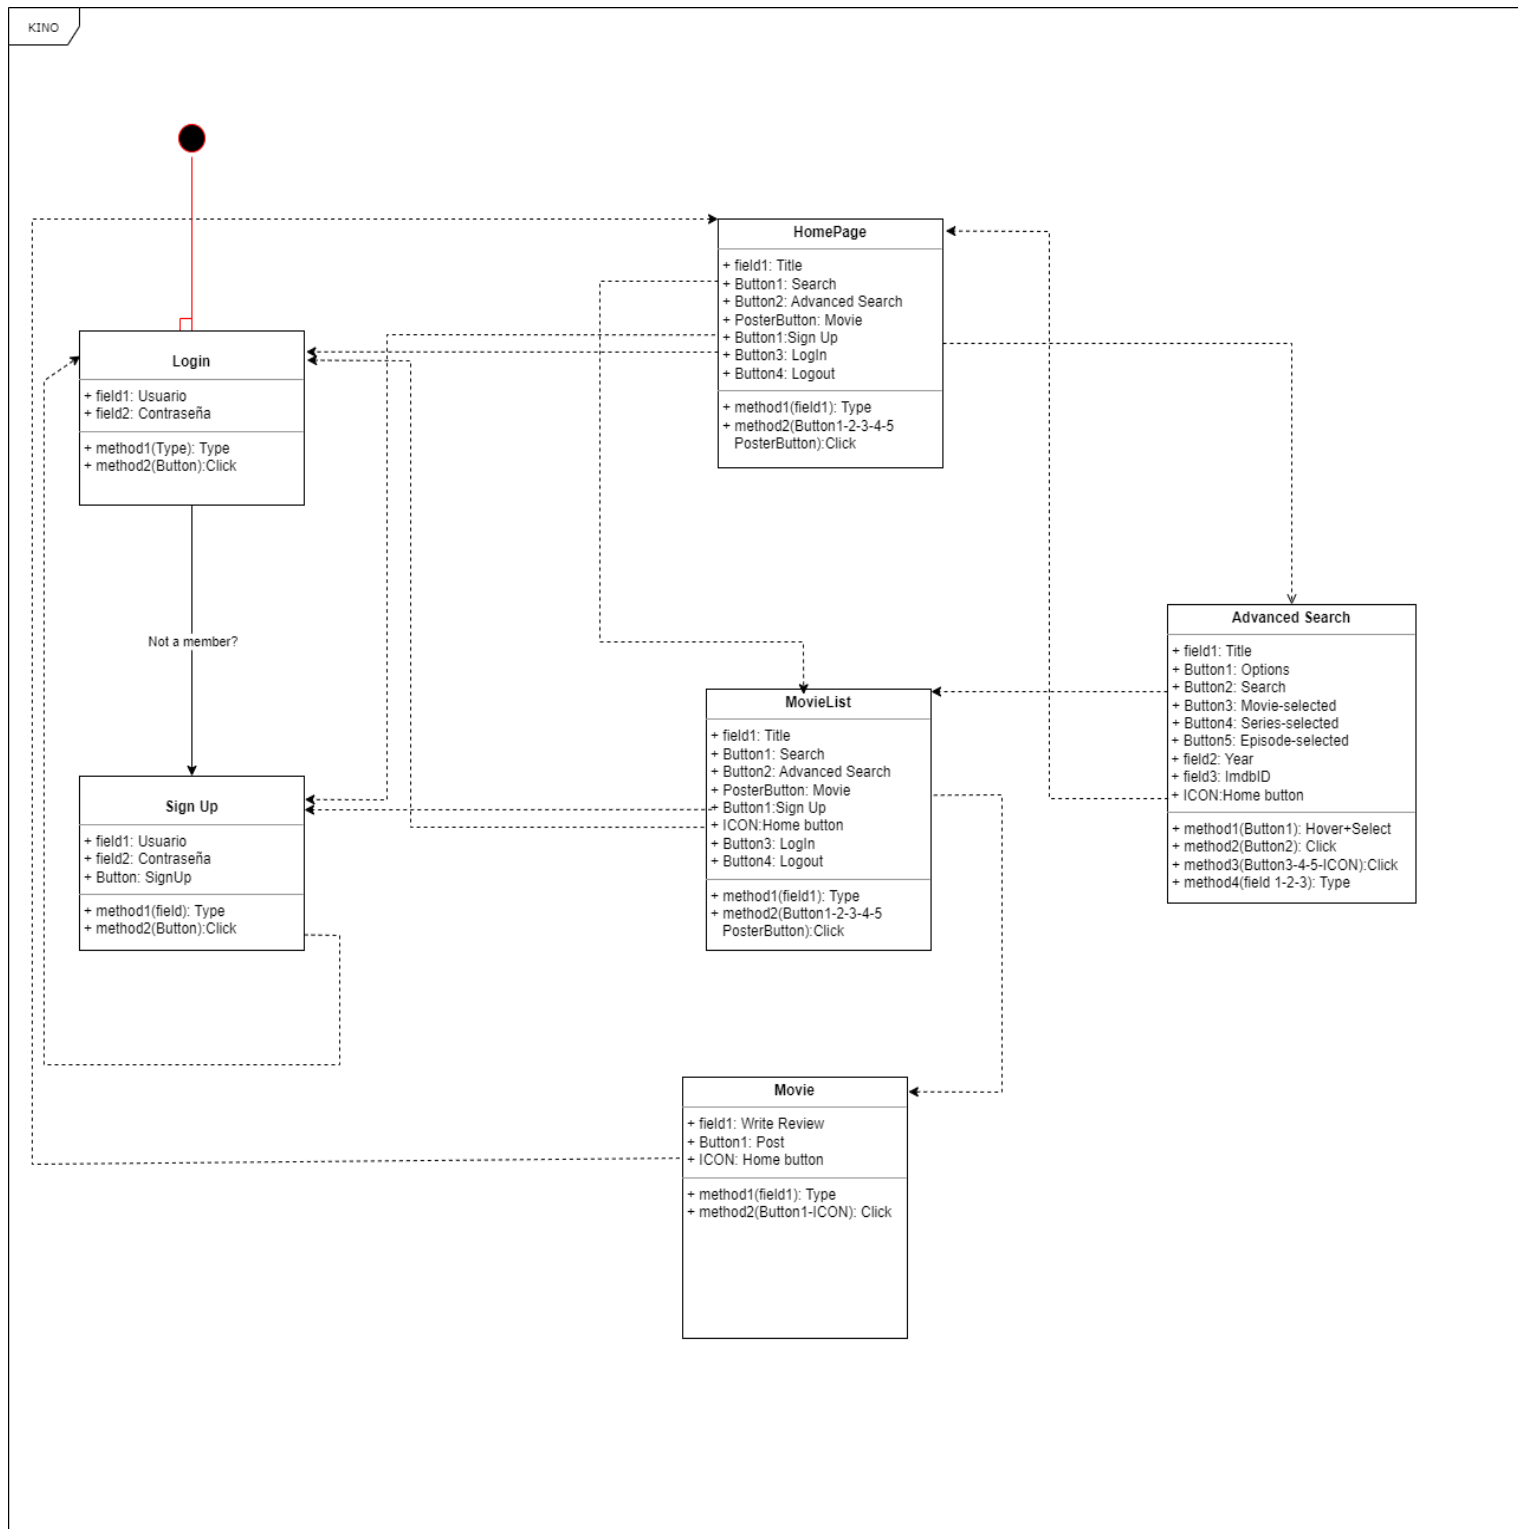 KINO
HomePage
+ field1: Title
+ Button1: Search
+ Button2: Advanced Search
+ PosterButton: Movie
+ Button1:Sign Up
+ Button3: LogIn
+ Button4: Logout
+ method1(field1): Type
+ method2(Button1-2-3-4-5
PosterButton):Click
Login
+ field1: Usuario
+ field2: Contraseña
+ method1(Type): Type
+ method2(Button):Click
Not a member?
Advanced Search
+ field1: Title
+ Button1: Options
+ Button2: Search
+ Button3: Movie-selected
+ Button4: Series-selected
+ Button5: Episode-selected
+ field2: Year
+ field3: ImdbID
+ ICON:Home button
+ method1(Button1): Hover+Select
+ method2(Button2): Click
+ method3(Button3-4-5-ICON):Click
+ method4(field 1-2-3): Type
MovieList
+ field1: Title
+ Button1: Search
+ Button2: Advanced Search
+ PosterButton: Movie
+ Button1:Sign Up
+ ICON:Home button
+ Button3: LogIn
+ Button4: Logout
+ method1(field1): Type
+ method2(Button1-2-3-4-5
PosterButton):Click
Sign Up
+ field1: Usuario
+ field2: Contraseña
+ Button: SignUp
+ method1(field): Type
+ method2(Button):Click
Movie
+ field1: Write Review
+ Button1: Post
+ ICON: Home button
+ method1(field1): Type
+ method2(Button1-ICON): Click